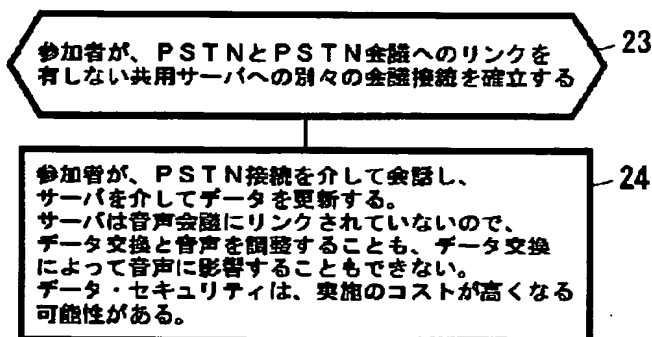 参加者が、PSTNとPSTN会議へのリンクを
有しない共用サーバへの別々の会議接続を確立する
23
参加者が、PSTN接続を介して会話し、
サーバを介してデータを更新する。
サーバは音声会議にリンクされていないので、
データ交換と音声を調整することも、データ交換
によって音声に影響することもできない。
データ・セキュリティは、実施のコストが高くなる
可能性がある。
24